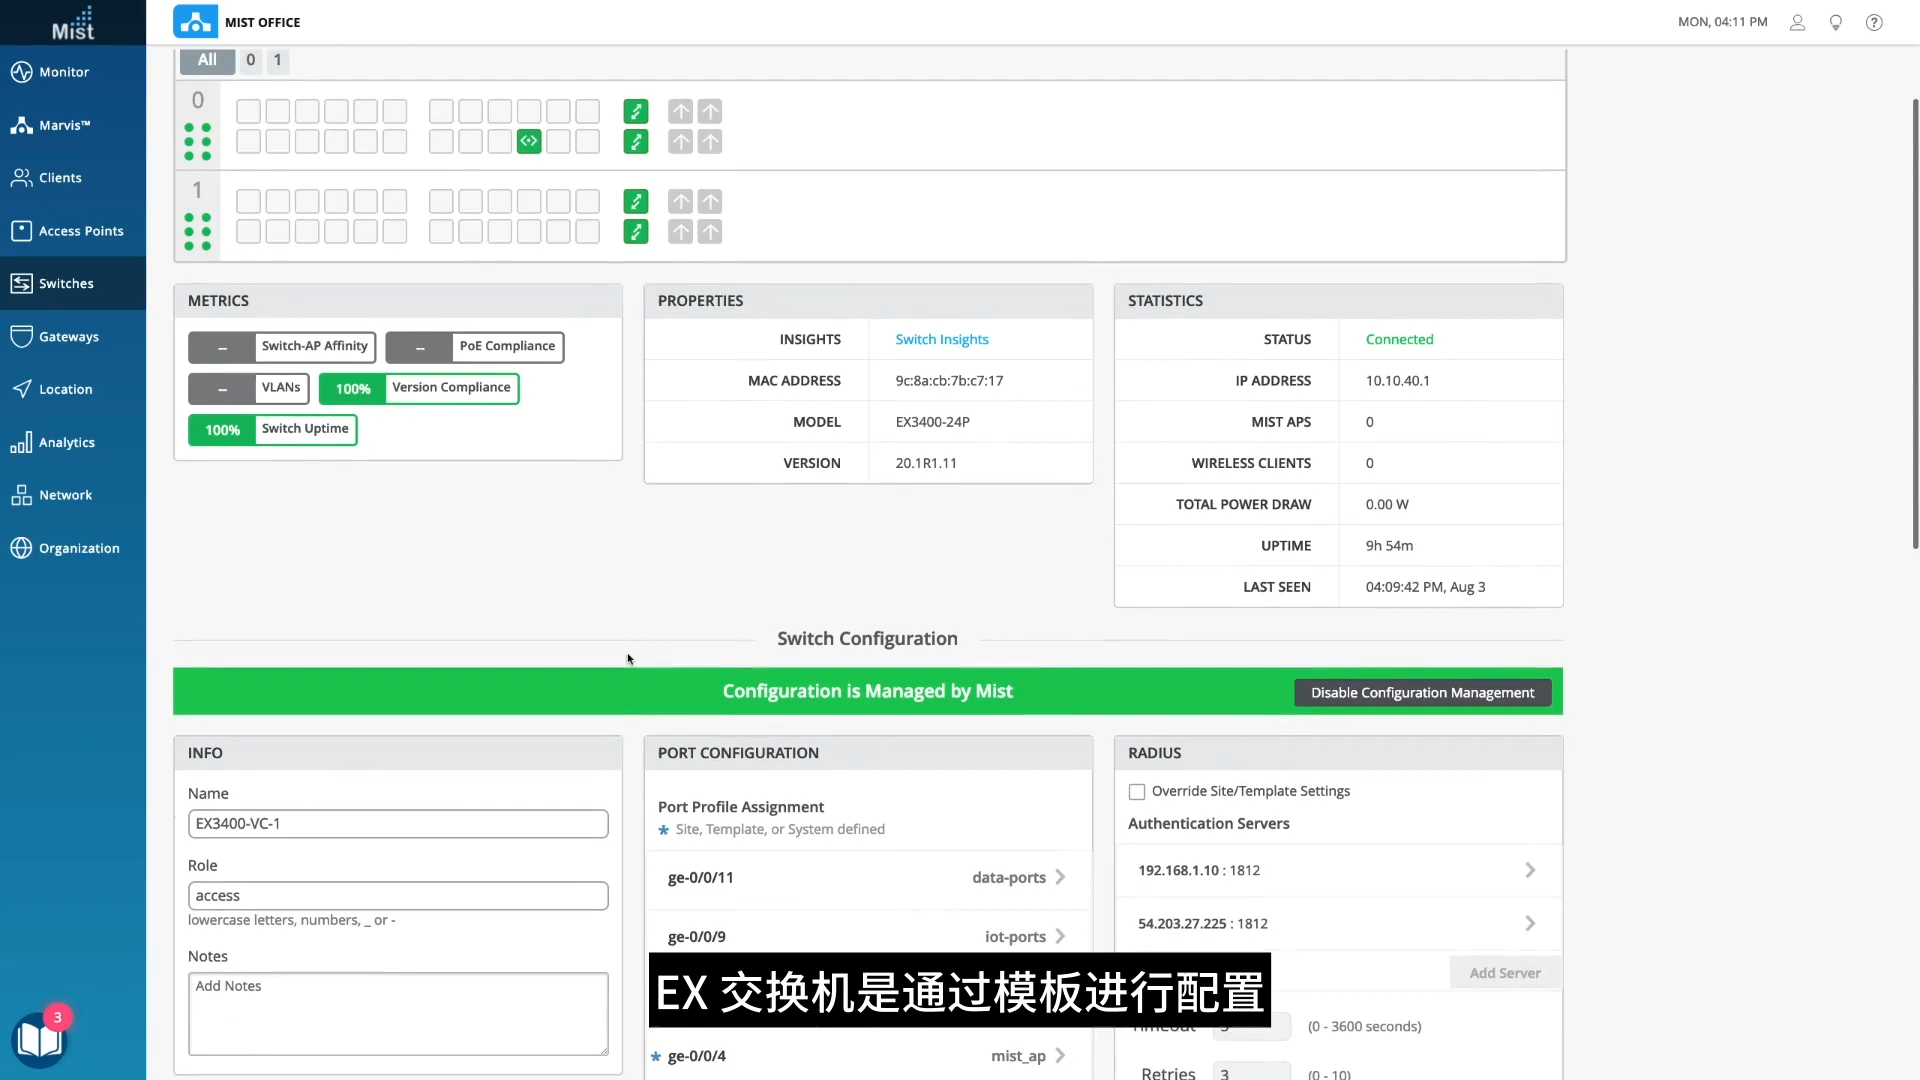 Mist
MIST OFFICE
MON, 04:11 PM
Monitor
Marvis™
Clients
Access Points
Switches
Gateways
Location
Analytics
Network
Organization
3
All 0 1
0
1
METRICS
-- Switch-AP Affinity
-- PoE Compliance
-- VLANs
100% Version Compliance
100% Switch Uptime
PROPERTIES
INSIGHTS Switch Insights
MAC ADDRESS 9c:8a:cb:7b:c7:17
MODEL EX3400-24P
VERSION 20.1R1.11
STATISTICS
STATUS Connected
IP ADDRESS 10.10.40.1
MIST APS 0
WIRELESS CLIENTS 0
TOTAL POWER DRAW 0.00 W
UPTIME 9h 54m
LAST SEEN 04:09:42 PM, Aug 3
Switch Configuration
Configuration is Managed by Mist
Disable Configuration Management
INFO
Name
EX3400-VC-1
Role
access
lowercase letters, numbers, _ or -
Notes
Add Notes
PORT CONFIGURATION
Port Profile Assignment
* Site, Template, or System defined
ge-0/0/11 data-ports
ge-0/0/9 iot-ports
* ge-0/0/4 mist_ap
RADIUS
Override Site/Template Settings
Authentication Servers
192.168.1.10 : 1812
54.203.27.225 : 1812
Add Server
(0 - 3600 seconds)
Retries 3 (0 - 10)
EX 交换机是通过模板进行配置